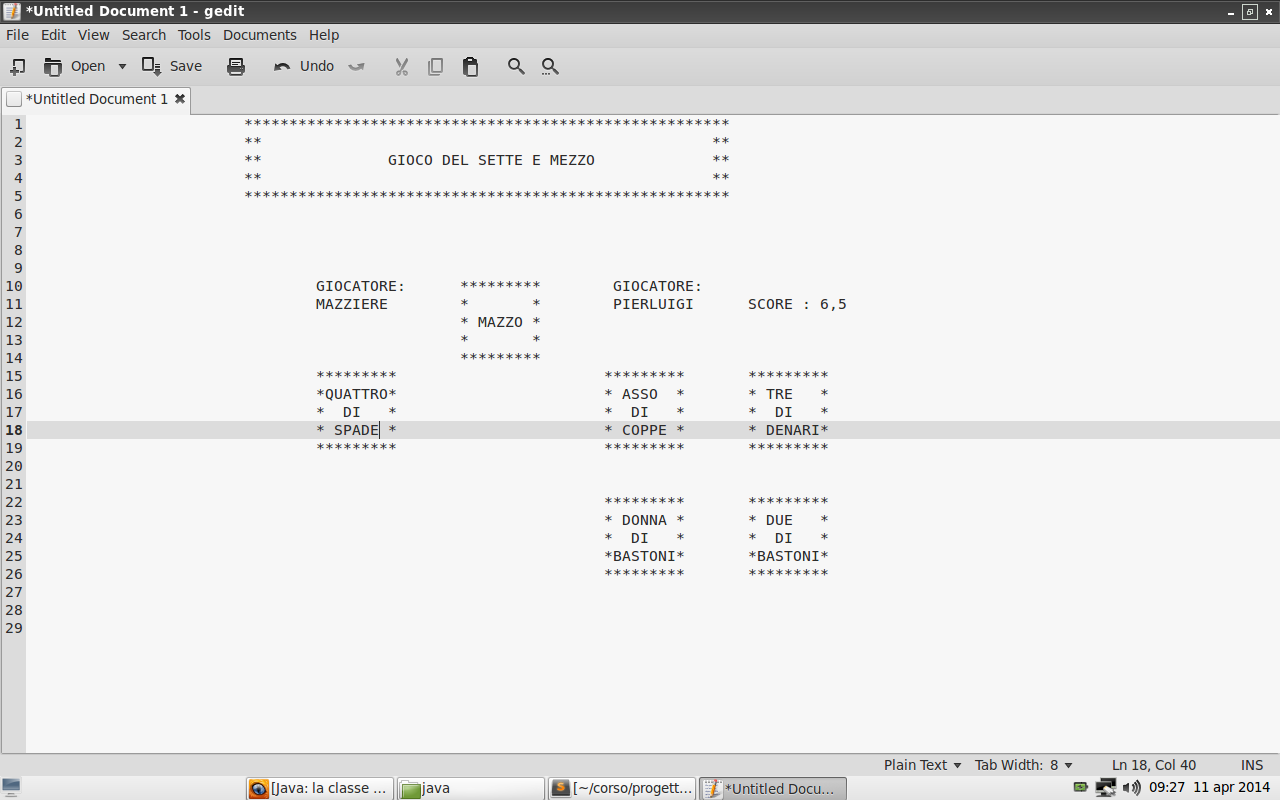 *Untitled Document 1 - gedit
File Edit View Search Tools Documents Help
Open Save Undo
*Untitled Document 1
1 ******************************************************
2 ** **
3 ** GIOCO DEL SETTE E MEZZO **
4 ** **
5 ******************************************************
6
7
8
9
10 GIOCATORE: ********* GIOCATORE:
11 MAZZIERE * * PIERLUIGI SCORE : 6,5
12 * MAZZO *
13 * *
14 *********
15 ********* ********* *********
16 *QUATTRO* * ASSO * * TRE *
17 * DI * * DI * * DI *
18 * SPADE * * COPPE * * DENARI*
19 ********* ********* *********
20
21
22 ********* *********
23 * DONNA * * DUE *
24 * DI * * DI *
25 *BASTONI* *BASTONI*
26 ********* *********
27
28
29
Plain Text Tab Width: 8 Ln 18, Col 40 INS
[Java: la classe ... java [~/corso/progett... *Untitled Docu... 09:27 11 apr 2014